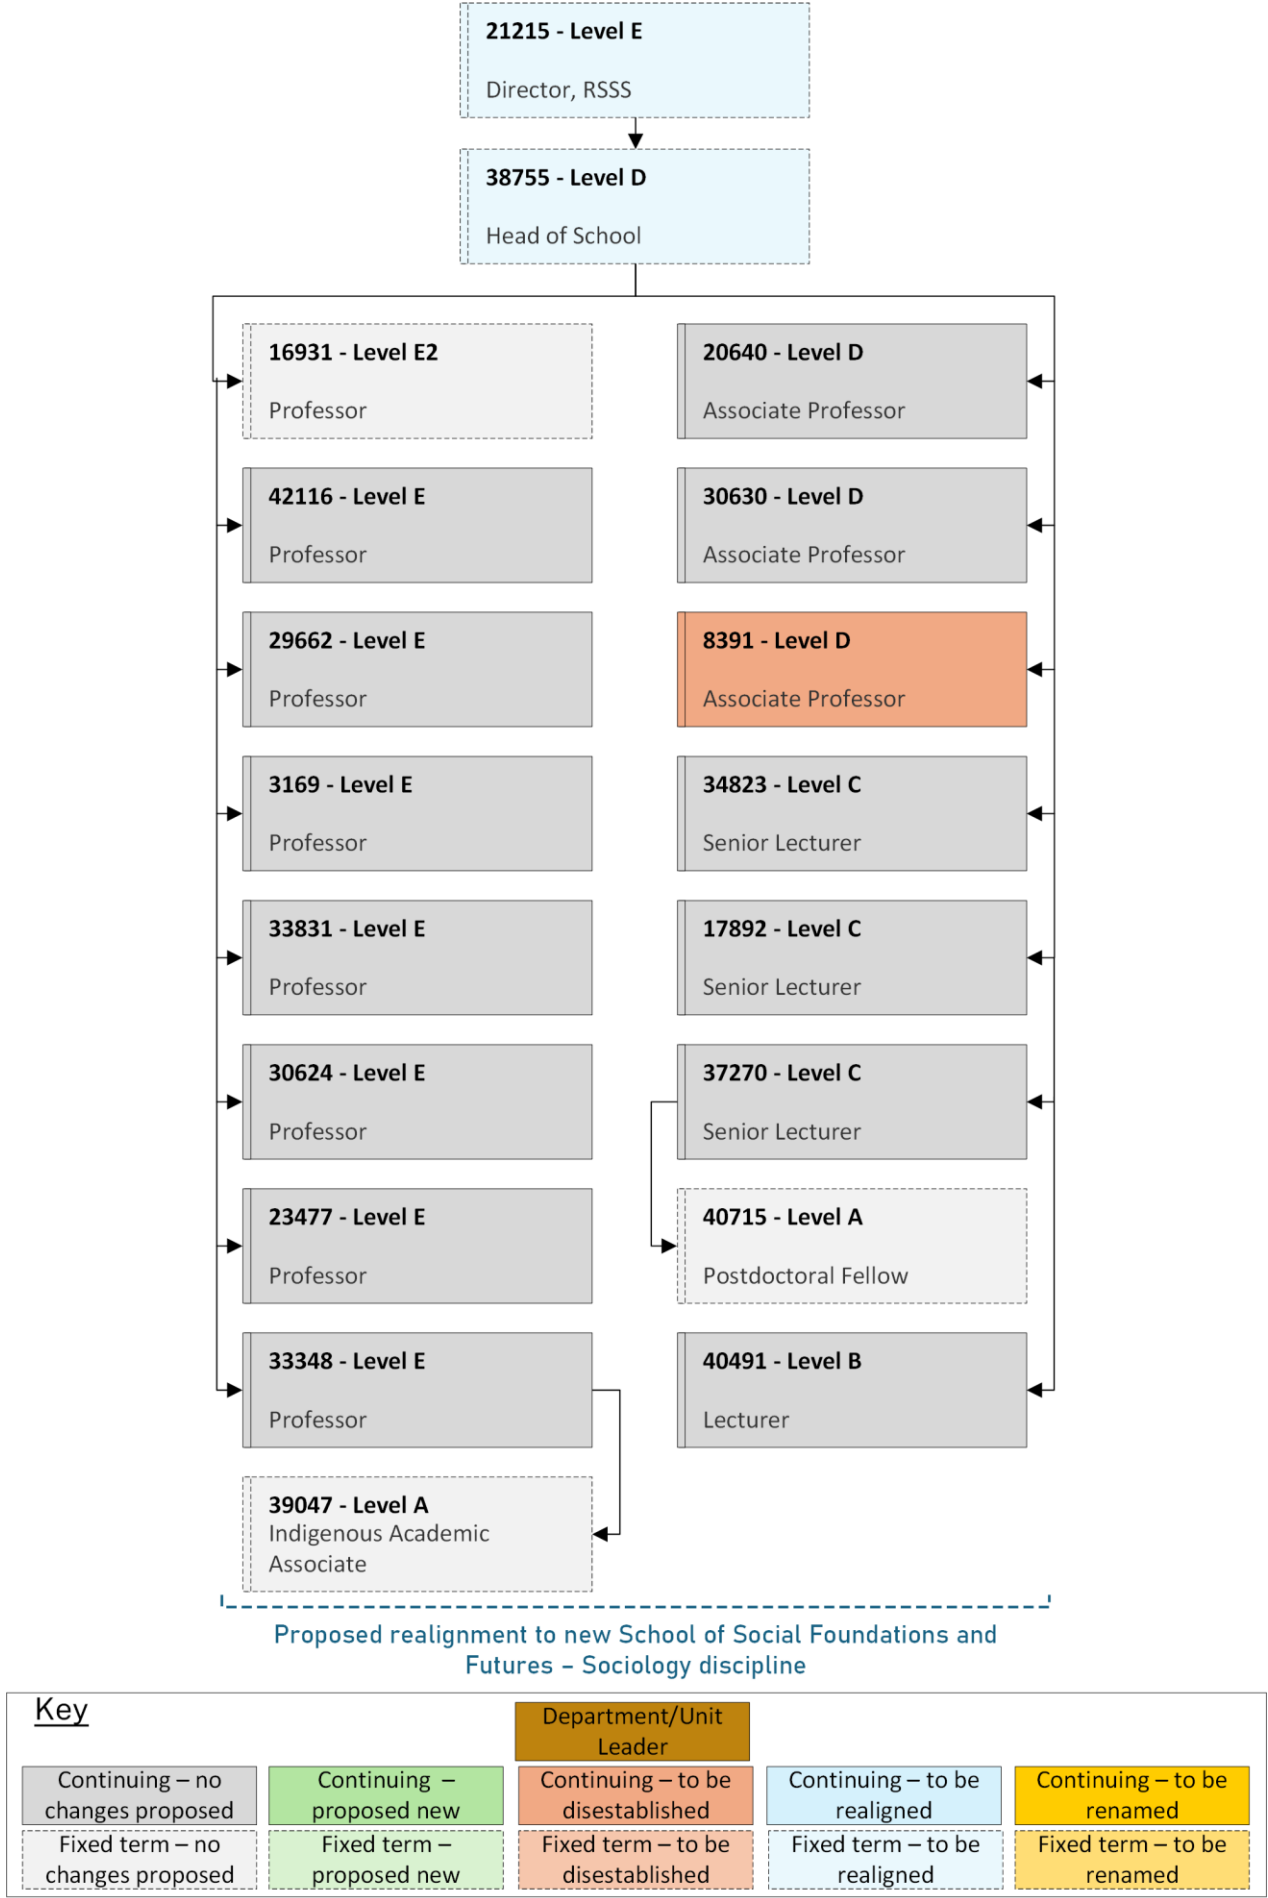 21215 - Level E
Director, RSSS
38755 - Level D
Head of School
16931 - Level E2
Professor
42116 - Level E
Professor
29662 - Level E
Professor
3169 - Level E
Professor
33831 - Level E
Professor
30624 - Level E
Professor
23477 - Level E
Professor
33348 - Level E
Professor
39047 - Level A
Indigenous Academic
Associate
20640 - Level D
Associate Professor
30630 - Level D
Associate Professor
8391 - Level D
Associate Professor
34823 - Level C
Senior Lecturer
17892 - Level C
Senior Lecturer
37270 - Level C
Senior Lecturer
40715 - Level A
Postdoctoral Fellow
40491 - Level B
Lecturer
Proposed realignment to new School of Social Foundations and
Futures – Sociology discipline
Key
Department/Unit
Leader
Continuing – no
changes proposed
Continuing –
proposed new
Continuing – to be
disestablished
Continuing – to be
realigned
Continuing – to be
renamed
Fixed term – no
changes proposed
Fixed term –
proposed new
Fixed term – to be
disestablished
Fixed term – to be
realigned
Fixed term – to be
renamed